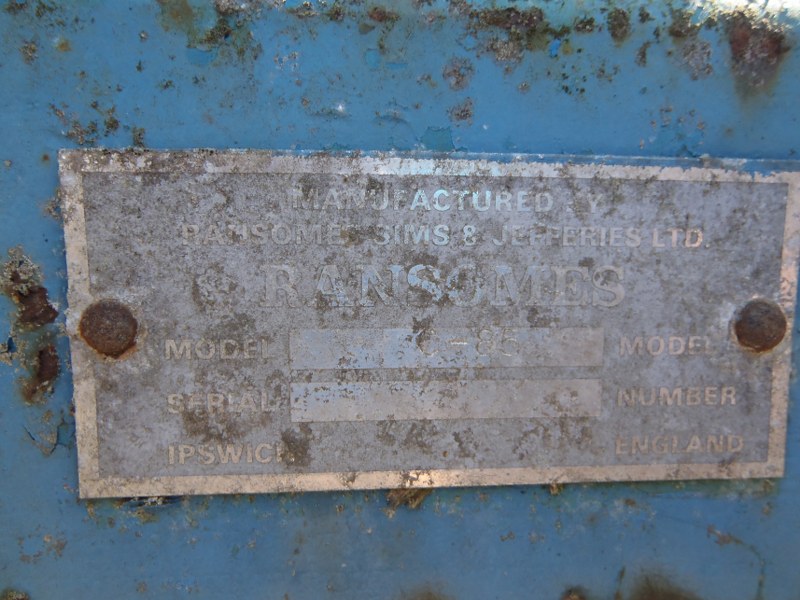 MANUFACTURED BY
RANSOMES SIMS & JEFFERIES LTD.
RANSOMES
MODEL MODEL
SERIAL NUMBER
IPSWICH ENGLAND